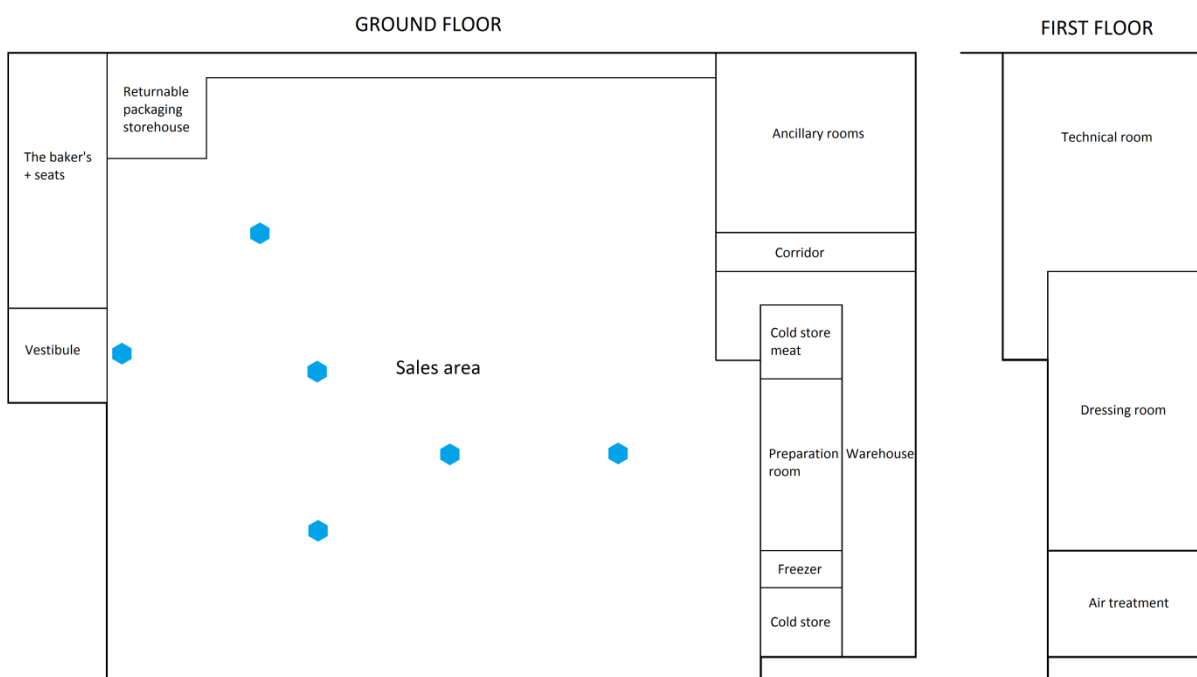 GROUND FLOOR
FIRST FLOOR
Returnable
packaging
storehouse
The baker's
+ seats
Ancillary rooms
Technical room
Corridor
Vestibule
Sales area
Cold store
meat
Dressing room
Preparation
room
Warehouse
Freezer
Cold store
Air treatment